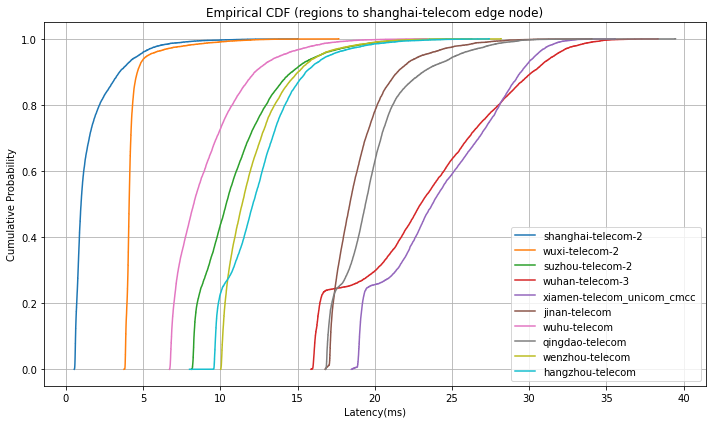 Empirical CDF (regions to shanghai-telecom edge node)
1.0
0.8
0.6
0.4
0.2
0.0
Cumulative Probability
shanghai-telecom-2
wuxi-telecom-2
suzhou-telecom-2
wuhan-telecom-3
xiamen-telecom_unicom_cmcc
jinan-telecom
wuhu-telecom
qingdao-telecom
wenzhou-telecom
hangzhou-telecom
0 5 10 15 20 25 30 35 40
Latency(ms)